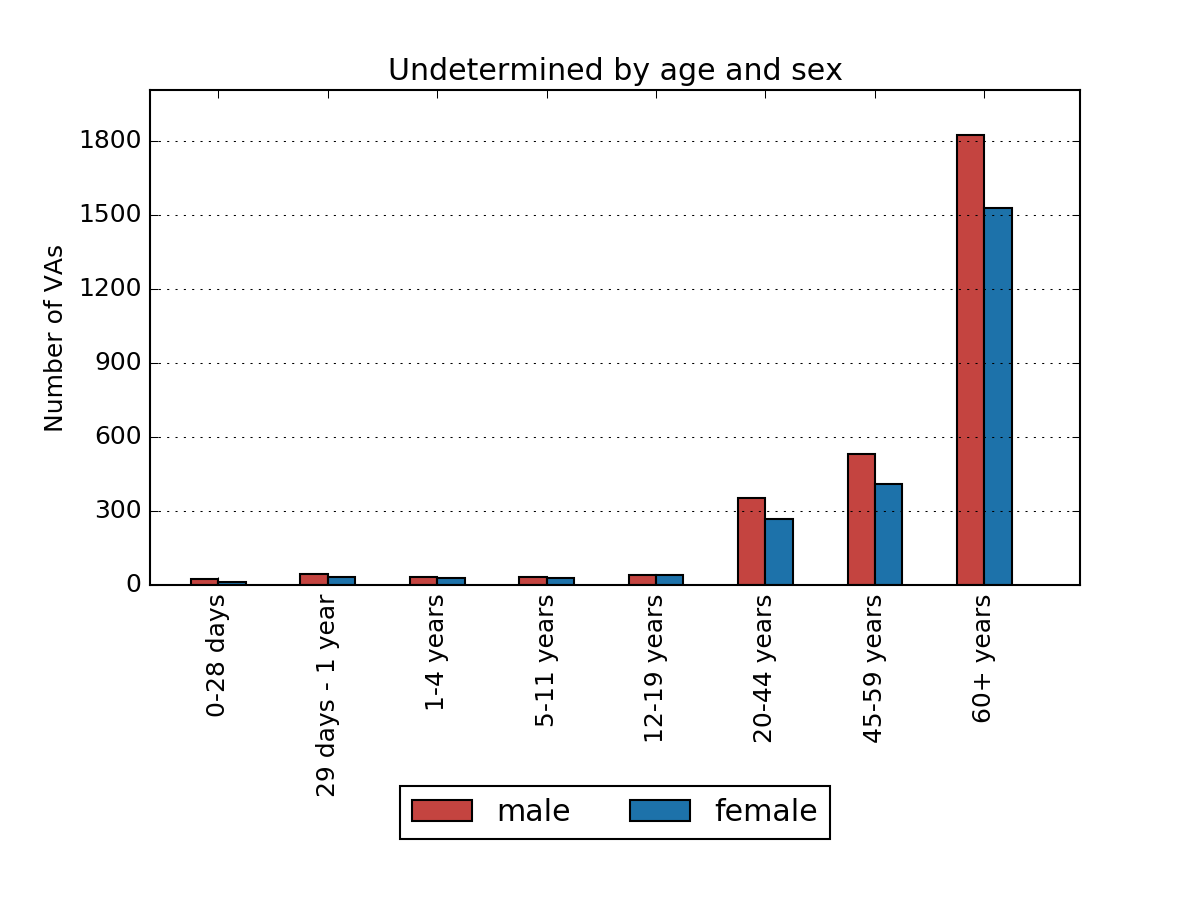 Undetermined by age and sex
Number of VAs
1800
1500
1200
900
600
300
0
0-28 days
29 days - 1 year
1-4 years
5-11 years
12-19 years
20-44 years
45-59 years
60+ years
male
female